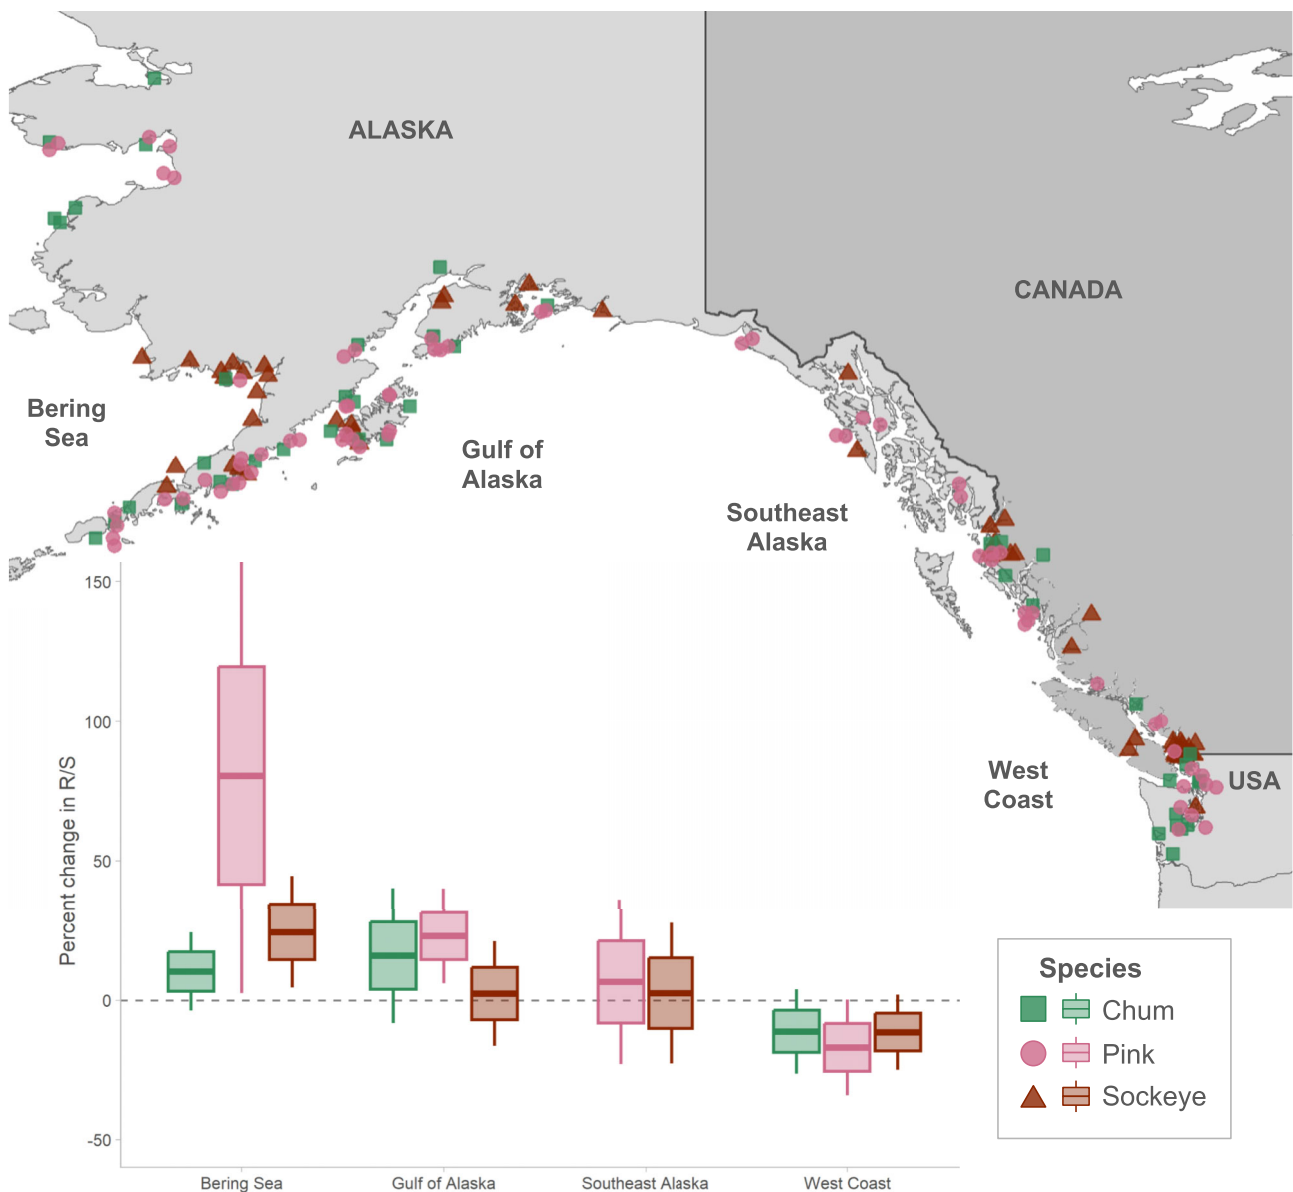 ALASKA
CANADA
Bering
Sea
Gulf of
Alaska
Southeast
Alaska
West
Coast
USA
Percent change in R/S
150
100
50
0
-50
Bering Sea
Gulf of Alaska
Southeast Alaska
West Coast
Species
Chum
Pink
Sockeye